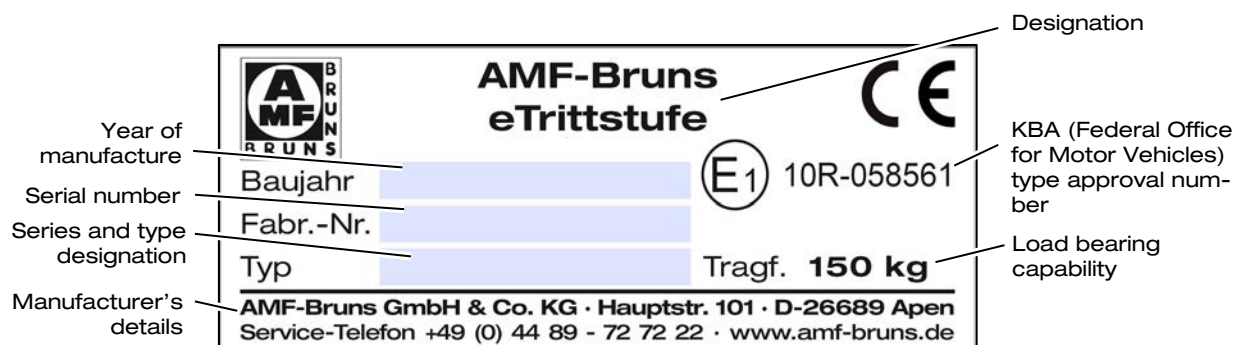 Designation
AMF-Bruns
eTrittstufe
CE
A
AMF
BRUNS
BRUNS
Year of
manufacture
Baujahr
E1
10R-058561
KBA (Federal Office
for Motor Vehicles)
type approval num-
ber
Serial number
Fabr.-Nr.
Series and type
designation
Typ
Tragf. 150 kg
Load bearing
capability
Manufacturer's
details
AMF-Bruns GmbH & Co. KG · Hauptstr. 101 · D-26689 Apen
Service-Telefon +49 (0) 44 89 - 72 72 22 · www.amf-bruns.de